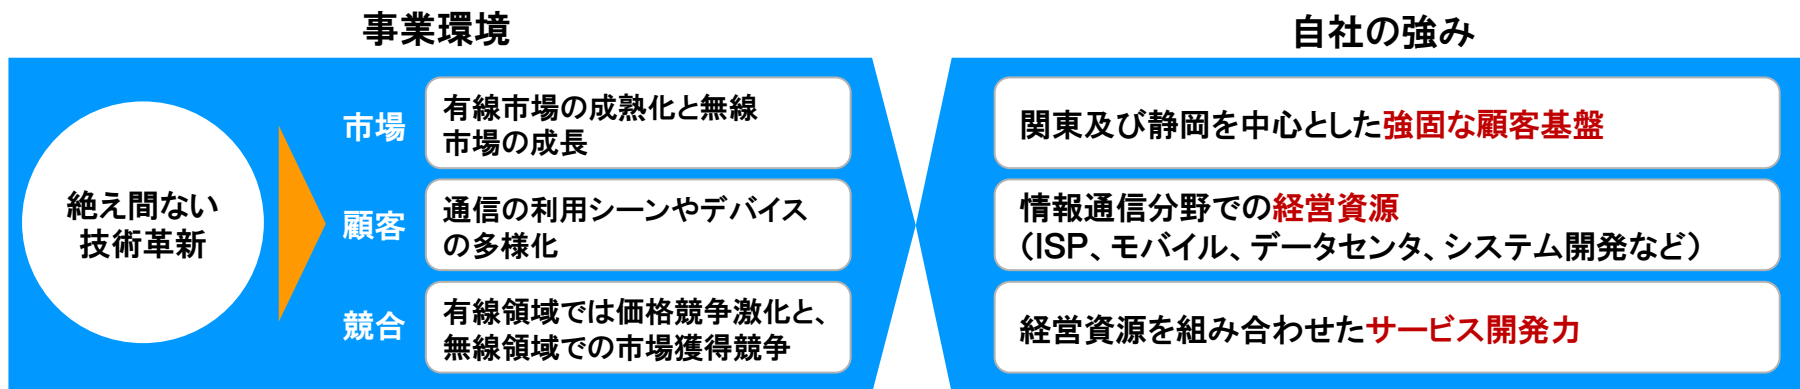 事業環境
絶え間ない
技術革新
市場
有線市場の成熟化と無線
市場の成長
顧客
通信の利用シーンやデバイス
の多様化
競合
有線領域では価格競争激化と、
無線領域での市場獲得競争
自社の強み
関東及び静岡を中心とした強固な顧客基盤
情報通信分野での経営資源
（ISP、モバイル、データセンタ、システム開発など）
経営資源を組み合わせたサービス開発力